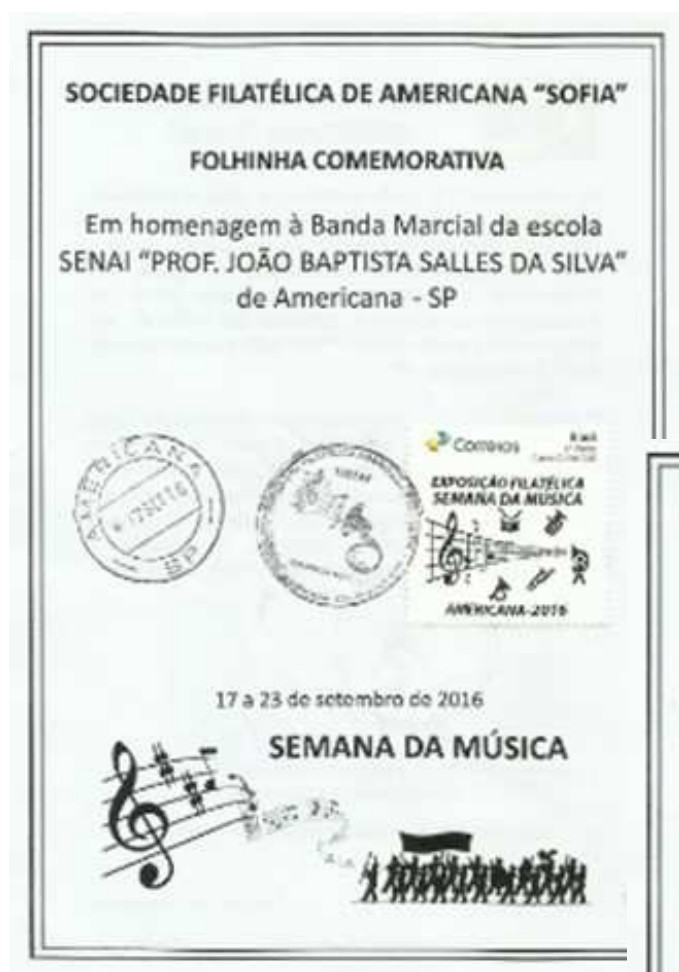 SOCIEDADE FILATÉLICA DE AMERICANA "SOFIA"
FOLHINHA COMEMORATIVA
Em homenagem à Banda Marcial da escola
SENAI "PROF. JOÃO BAPTISTA SALLES DA SILVA"
de Americana - SP
AMERICANA
SP
Correios
EXPOSIÇÃO FILATÉLICA
SEMANA DA MÚSICA
AMERICANA-2016
17 a 23 de setembro de 2016
SEMANA DA MÚSICA